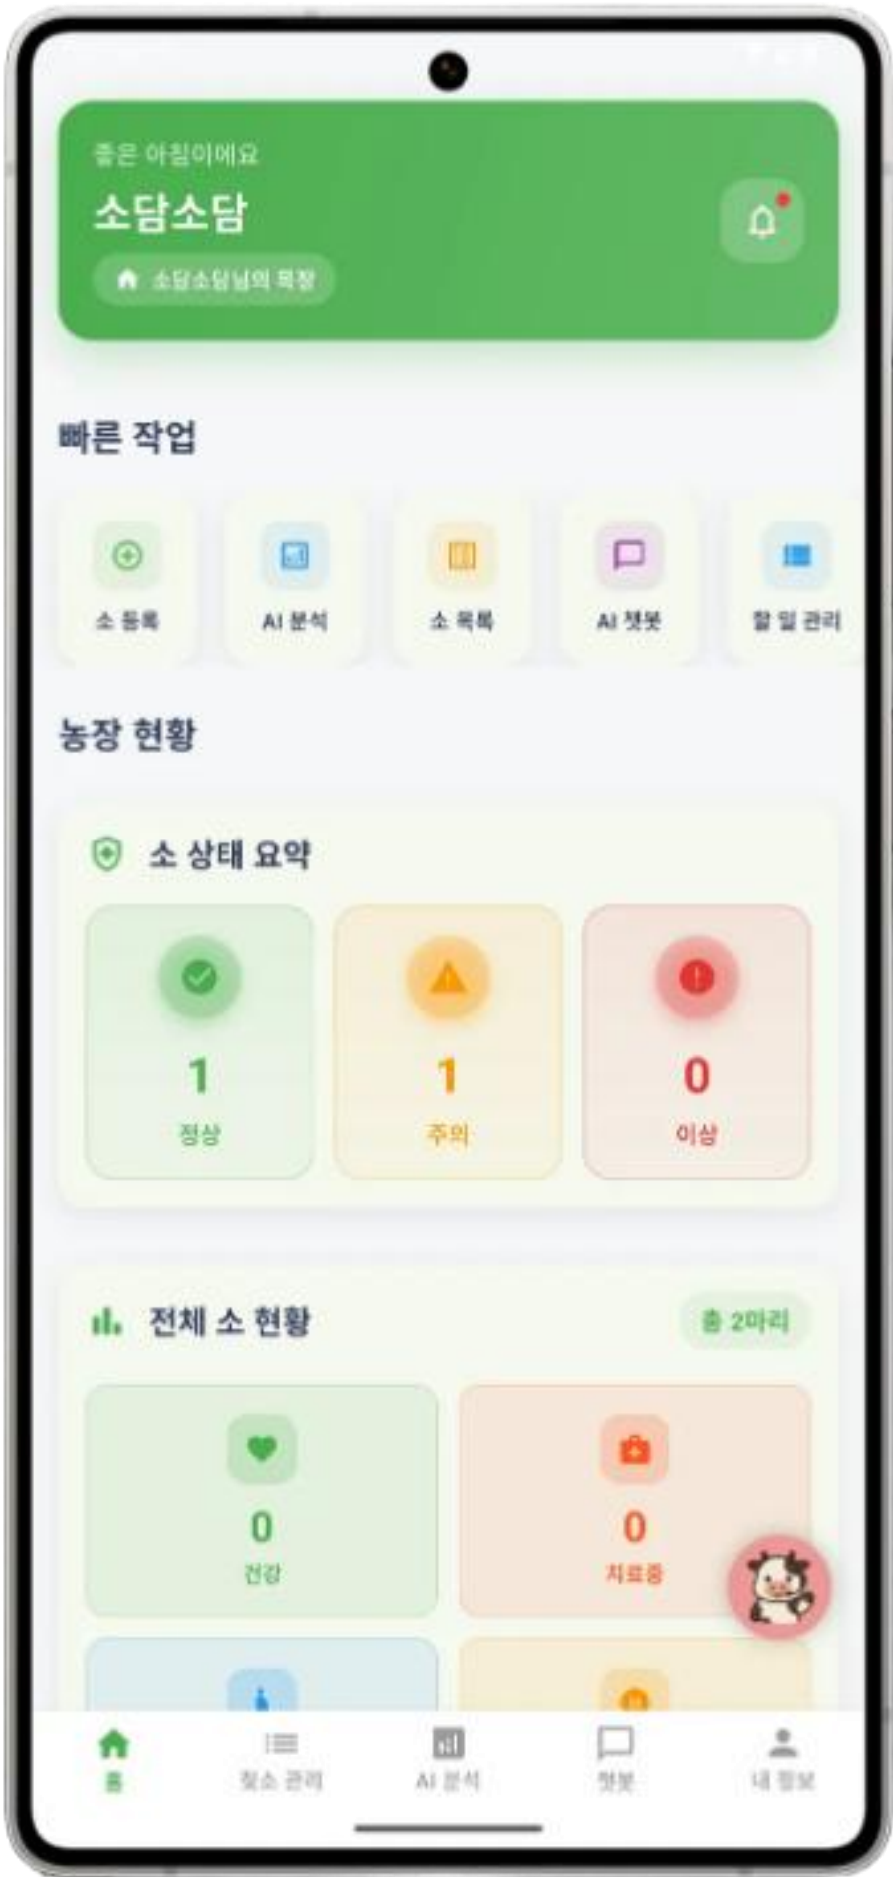 좋은 아침이에요
소담소담
소담소담님의 목장
빠른 작업
소 등록
AI 분석
소 목록
AI 챗봇
할 일 관리
농장 현황
소 상태 요약
1
정상
1
주의
0
이상
전체 소 현황
총 2마리
0
건강
0
치료중
홈
젖소 관리
AI 분석
챗봇
내 정보